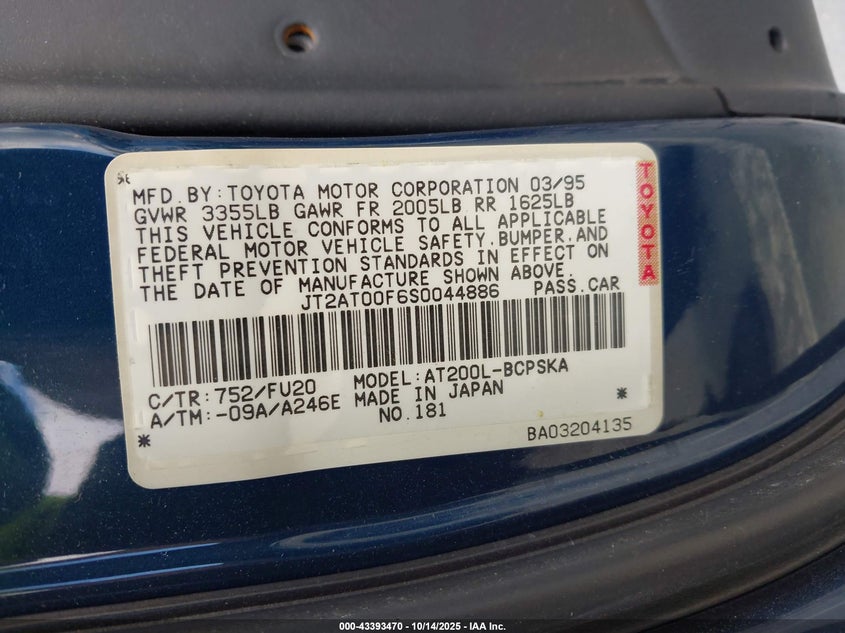 MFD.BY:TOYOTA MOTOR CORPORATION 03/95
GVWR 3355LB GAWR FR 2005LB RR 1625LB
THIS VEHICLE CONFORMS TO ALL APPLICABLE
FEDERAL MOTOR VEHICLE SAFETY,BUMPER,AND
THEFT PREVENTION STANDARDS IN EFFECT ON
THE DATE OF MANUFACTURE SHOWN ABOVE.
JT2AT00F6S0044886 PASS.CAR
C/TR:752/FU20 MODEL:AT200L-BCPSKA
A/TM:-09A/A246E MADE IN JAPAN
NO.181
BA03204135
TOYOTA
000-43393470 - 10/14/2025 - IAA Inc.